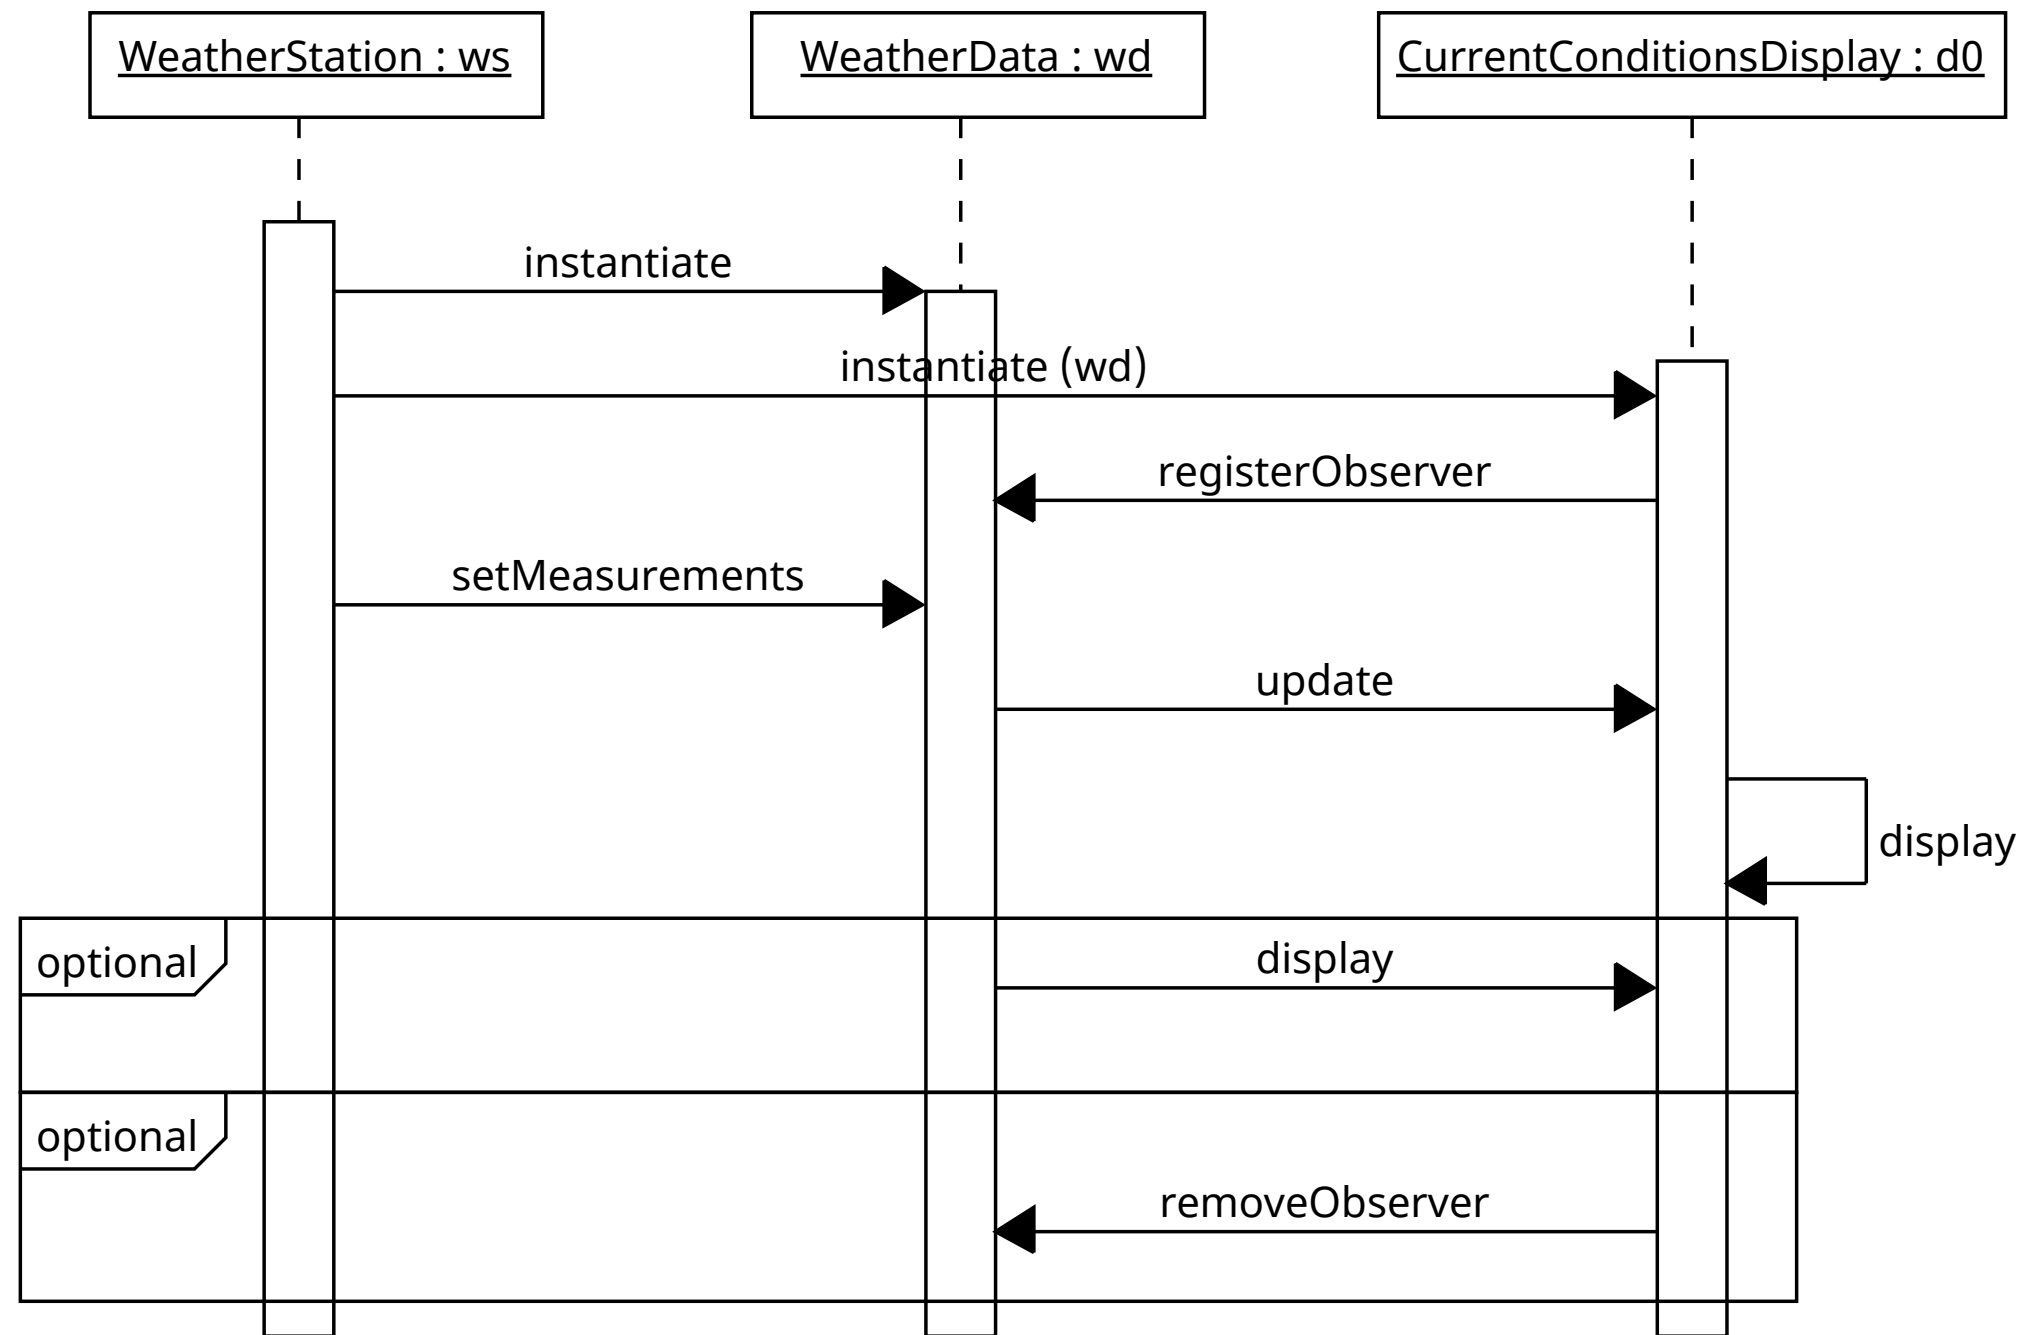 WeatherStation : ws
WeatherData : wd
CurrentConditionsDisplay : d0
instantiate
instantiate (wd)
registerObserver
setMeasurements
update
display
optional
display
optional
removeObserver